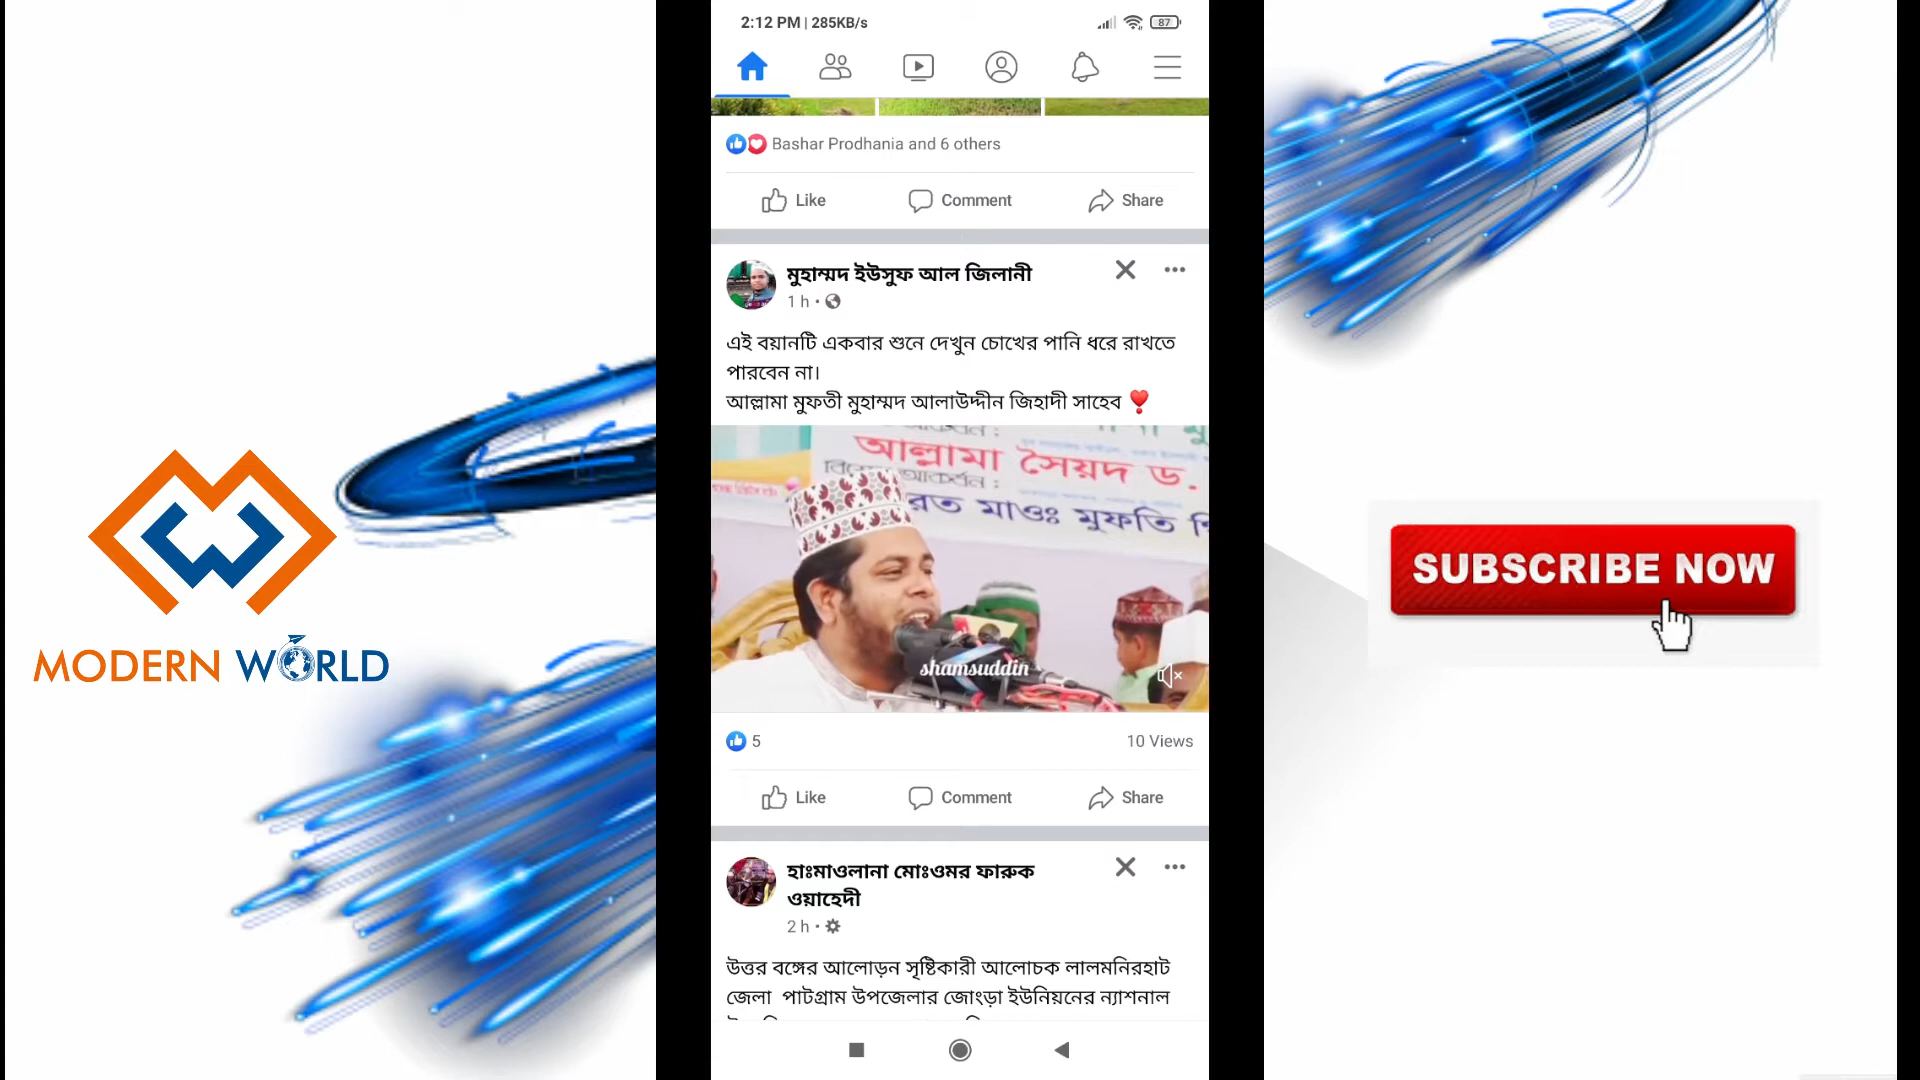 2:12 PM | 285KB/s
87
Bashar Prodhania and 6 others
Like
Comment
Share
মুহাম্মদ ইউসুফ আল জিলানী
1 h
এই বয়ানটি একবার শুনে দেখুন চোখের পানি ধরে রাখতে
পারবেন না।
আল্লামা মুফতী মুহাম্মদ আলাউদ্দীন জিহাদী সাহেব
আল্লামা সৈয়দ ড.
মাওঃ মুফতি
shamsuddin
5
10 Views
Like
Comment
Share
হাঃমাওলানা মোঃওমর ফারুক
ওয়াহেদী
2 h
উত্তর বঙ্গের আলোড়ন সৃষ্টিকারী আলোচক লালমনিরহাট
জেলা পাটগ্রাম উপজেলার জোংড়া ইউনিয়নের ন্যাশনাল
MODERN WORLD
SUBSCRIBE NOW